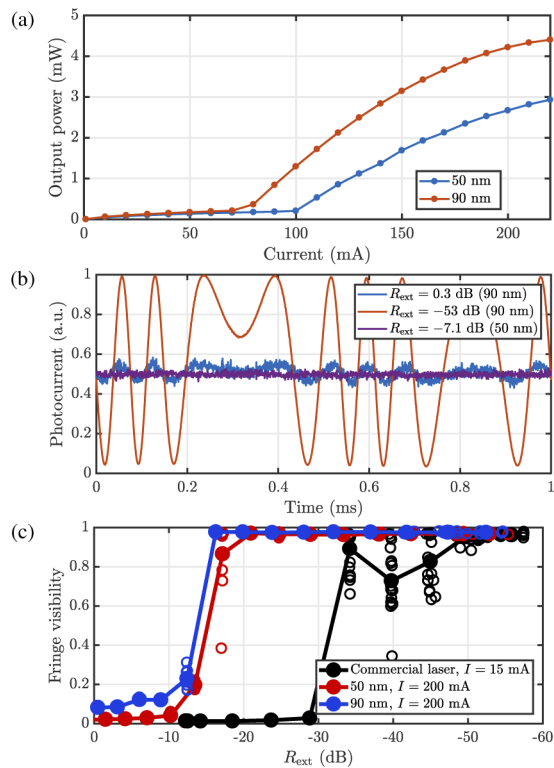 (a)
5
4
3
2
1
0
Output power (mW)
50 nm
90 nm
0 50 100 150 200
Current (mA)
(b)
1
0.8
0.6
0.4
0.2
0
Photocurrent (a.u.)
R_ext = 0.3 dB (90 nm)
R_ext = −53 dB (90 nm)
R_ext = −7.1 dB (50 nm)
0 0.2 0.4 0.6 0.8 1
Time (ms)
(c)
1
0.8
0.6
0.4
0.2
0
Fringe visibility
Commercial laser, I = 15 mA
50 nm, I = 200 mA
90 nm, I = 200 mA
0 -10 -20 -30 -40 -50 -60
R_ext (dB)